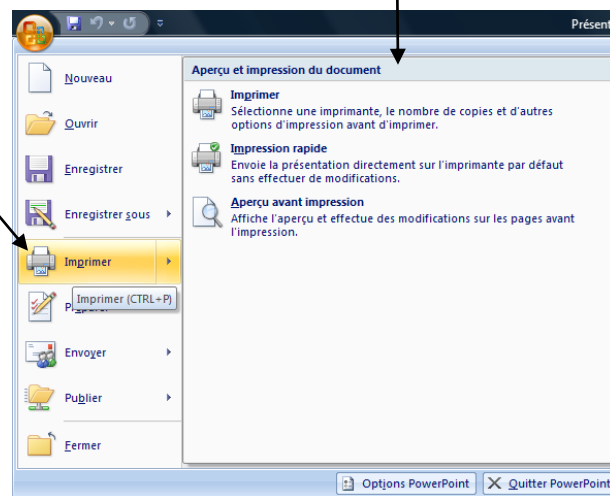 Présent
Nouveau
Ouvrir
Enregistrer
Enregistrer sous
Imprimer
Imprimer (CTRL+P)
Préparer
Envoyer
Publier
Fermer
Aperçu et impression du document
Imprimer
Sélectionne une imprimante, le nombre de copies et d'autres
options d'impression avant d'imprimer.
Impression rapide
Envoie la présentation directement sur l'imprimante par défaut
sans effectuer de modifications.
Aperçu avant impression
Affiche l'aperçu et effectue des modifications sur les pages avant
l'impression.
Options PowerPoint
Quitter PowerPoint